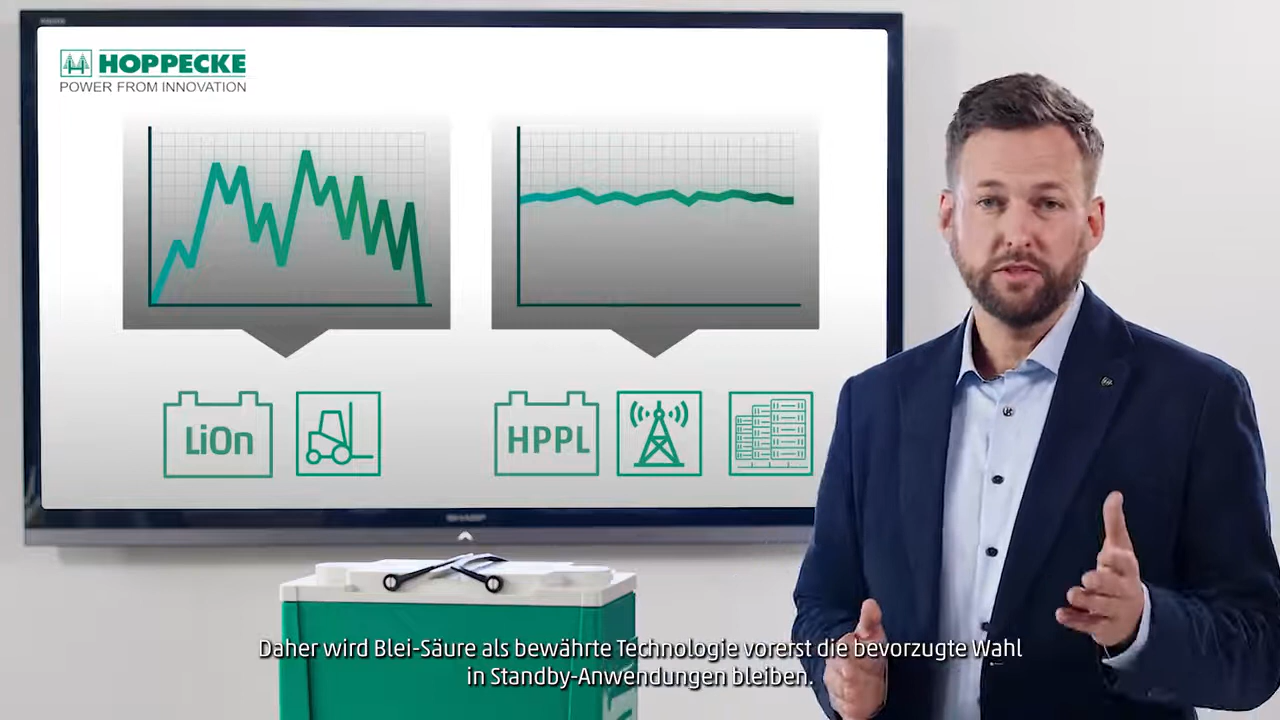 HOPPECKE
POWER FROM INNOVATION
LiOn
HPPL
SHARP
Daher wird Blei-Säure als bewährte Technologie vorerst die bevorzugte Wahl
in Standby-Anwendungen bleiben.